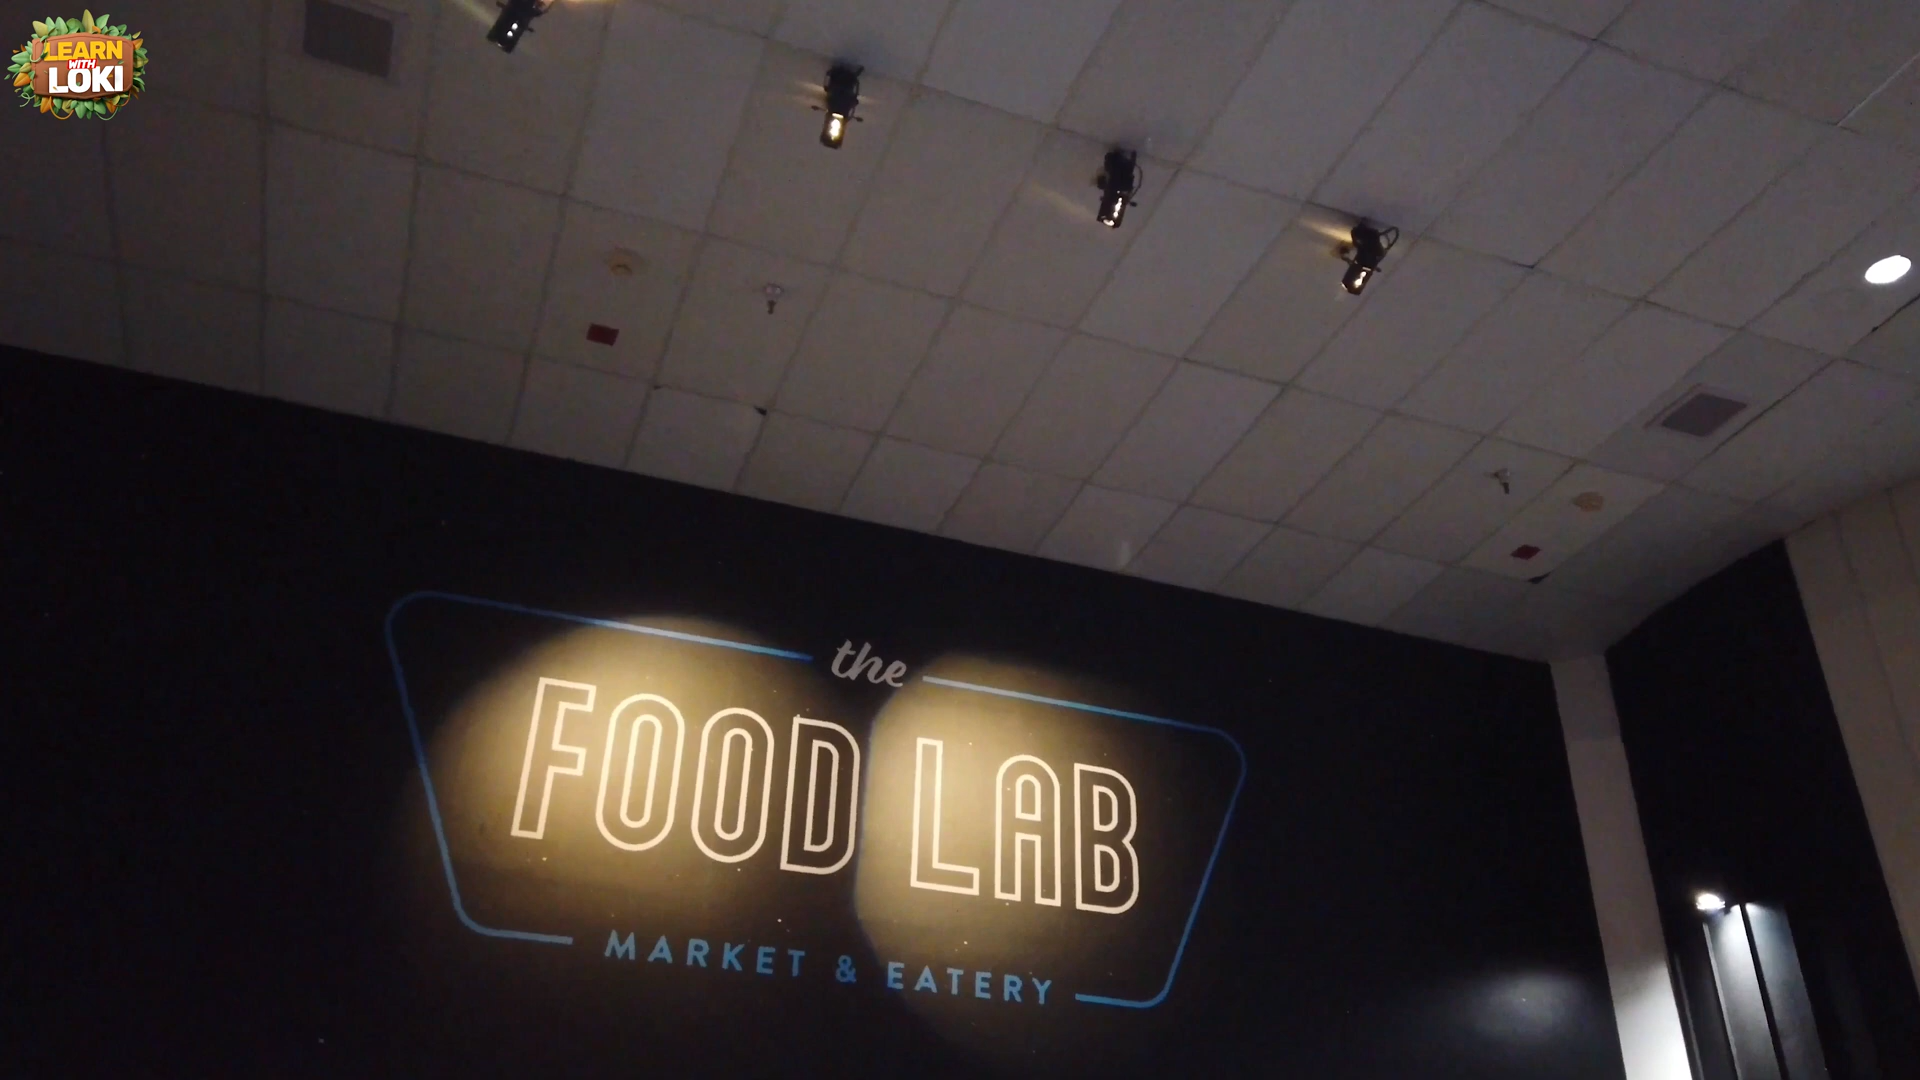 LEARN
WITH
LOKI
the
FOOD LAB
MARKET & EATERY